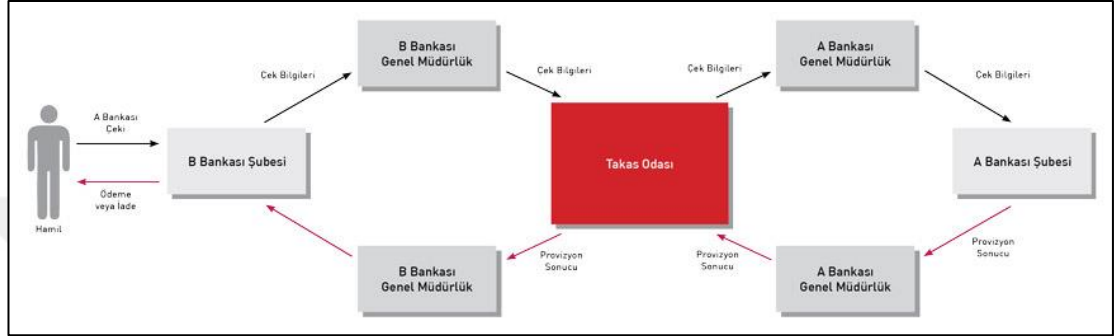 B Bankası
Genel Müdürlük
A Bankası
Genel Müdürlük
Çek Bilgileri
Çek Bilgileri
Çek Bilgileri
Çek Bilgileri
A Bankası
Çeki
B Bankası Şubesi
Takas Odası
A Bankası Şubesi
Ödeme
veya İade
Hamil
Provizyon
Sonucu
Provizyon
Sonucu
Provizyon
Sonucu
B Bankası
Genel Müdürlük
A Bankası
Genel Müdürlük